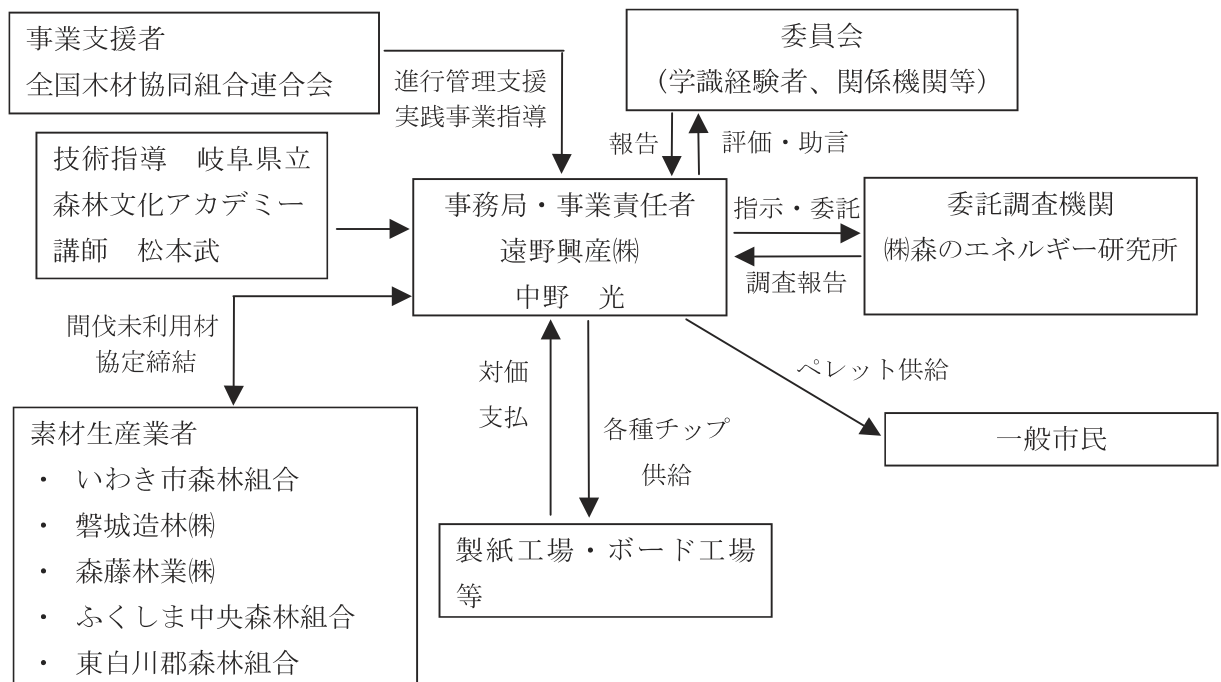 事業支援者
全国木材協同組合連合会
進行管理支援
実践事業指導
委員会
(学識経験者、関係機関等)
報告
評価・助言
技術指導　岐阜県立
森林文化アカデミー
講師　松本武
事務局・事業責任者
遠野興産㈱
中野　光
指示・委託
調査報告
委託調査機関
㈱森のエネルギー研究所
間伐未利用材
協定締結
対価
支払
各種チップ
供給
ペレット供給
一般市民
素材生産業者
・　いわき市森林組合
・　磐城造林㈱
・　森藤林業㈱
・　ふくしま中央森林組合
・　東白川郡森林組合
製紙工場・ボード工場
等